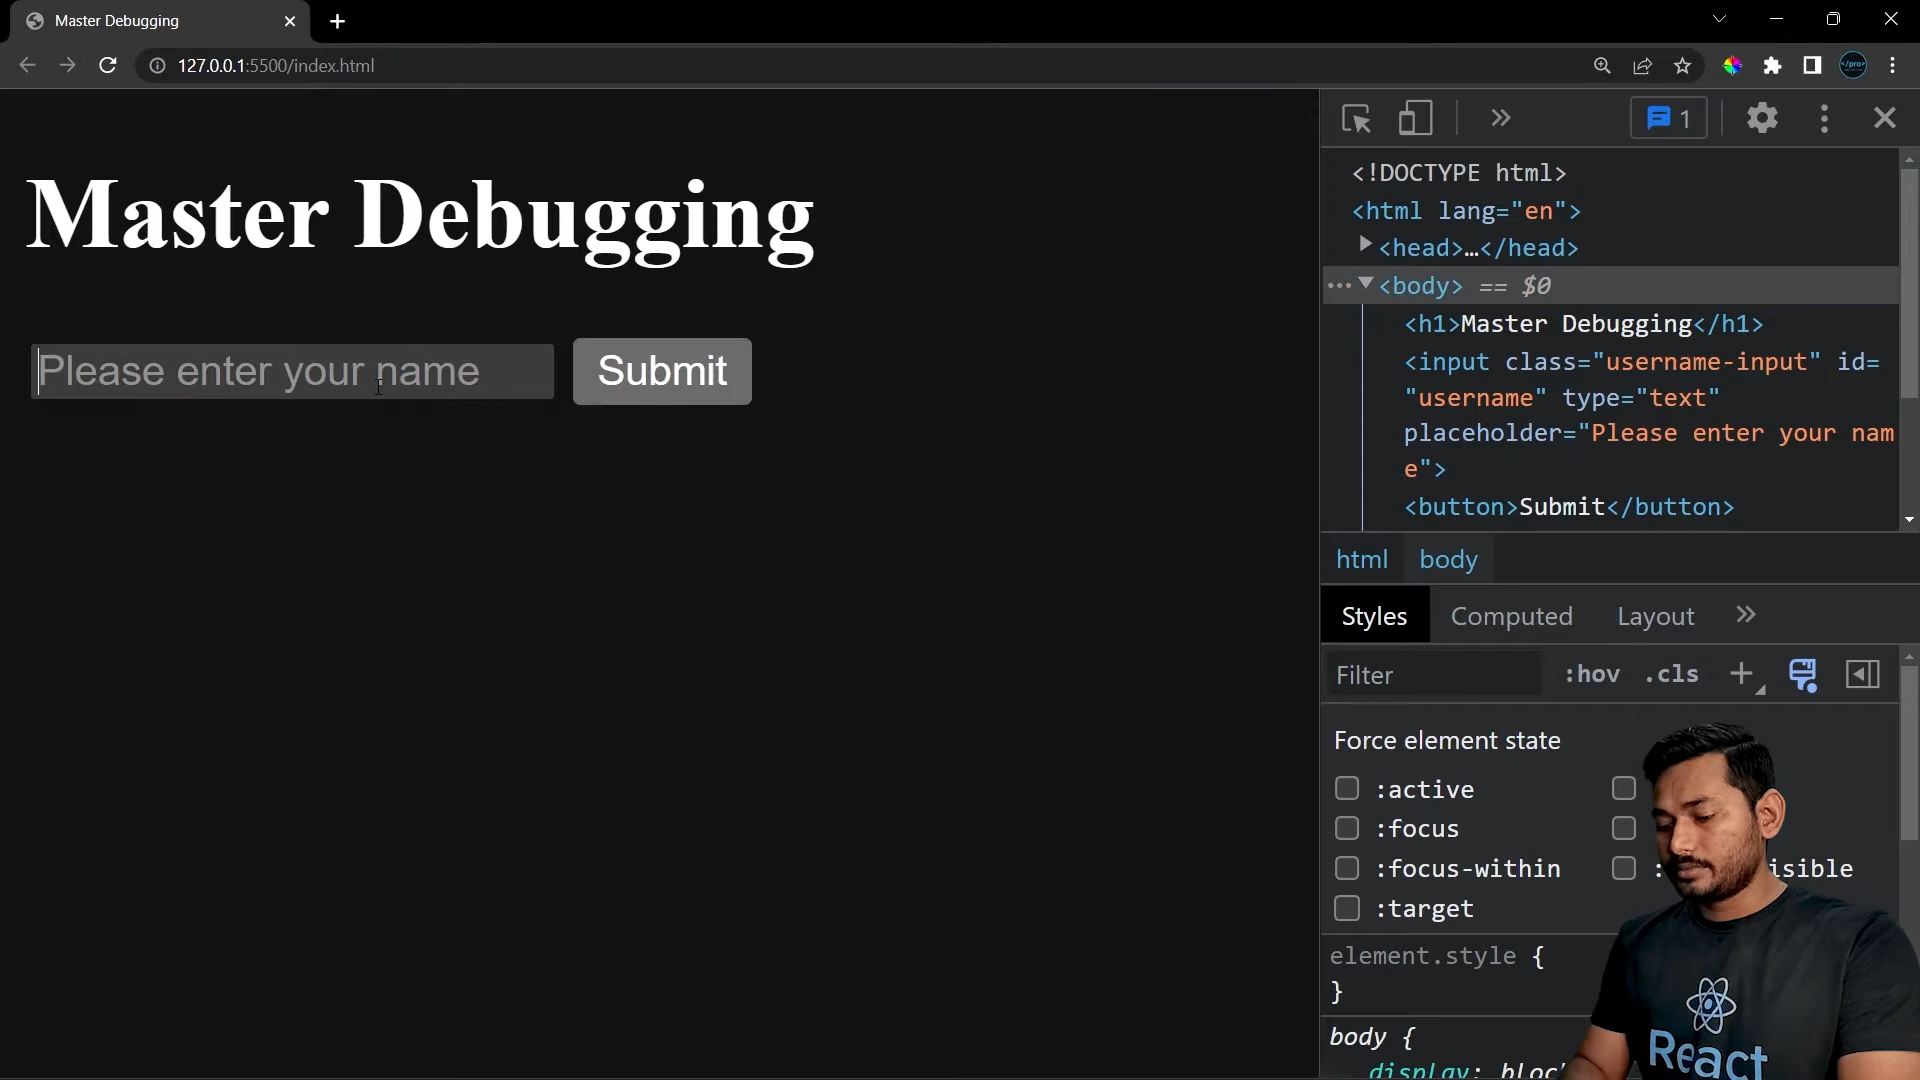 Master Debugging
127.0.0.1:5500/index.html
</pro>
1
Master Debugging
Please enter your name
Submit
<!DOCTYPE html>
<html lang="en">
<head>…</head>
<body> == $0
<h1>Master Debugging</h1>
<input class="username-input" id=
"username" type="text"
placeholder="Please enter your nam
e">
<button>Submit</button>
html body
Styles Computed Layout
Filter :hov .cls
Force element state
:active
:focus
:focus-within
:target
element.style {
}
body {
React